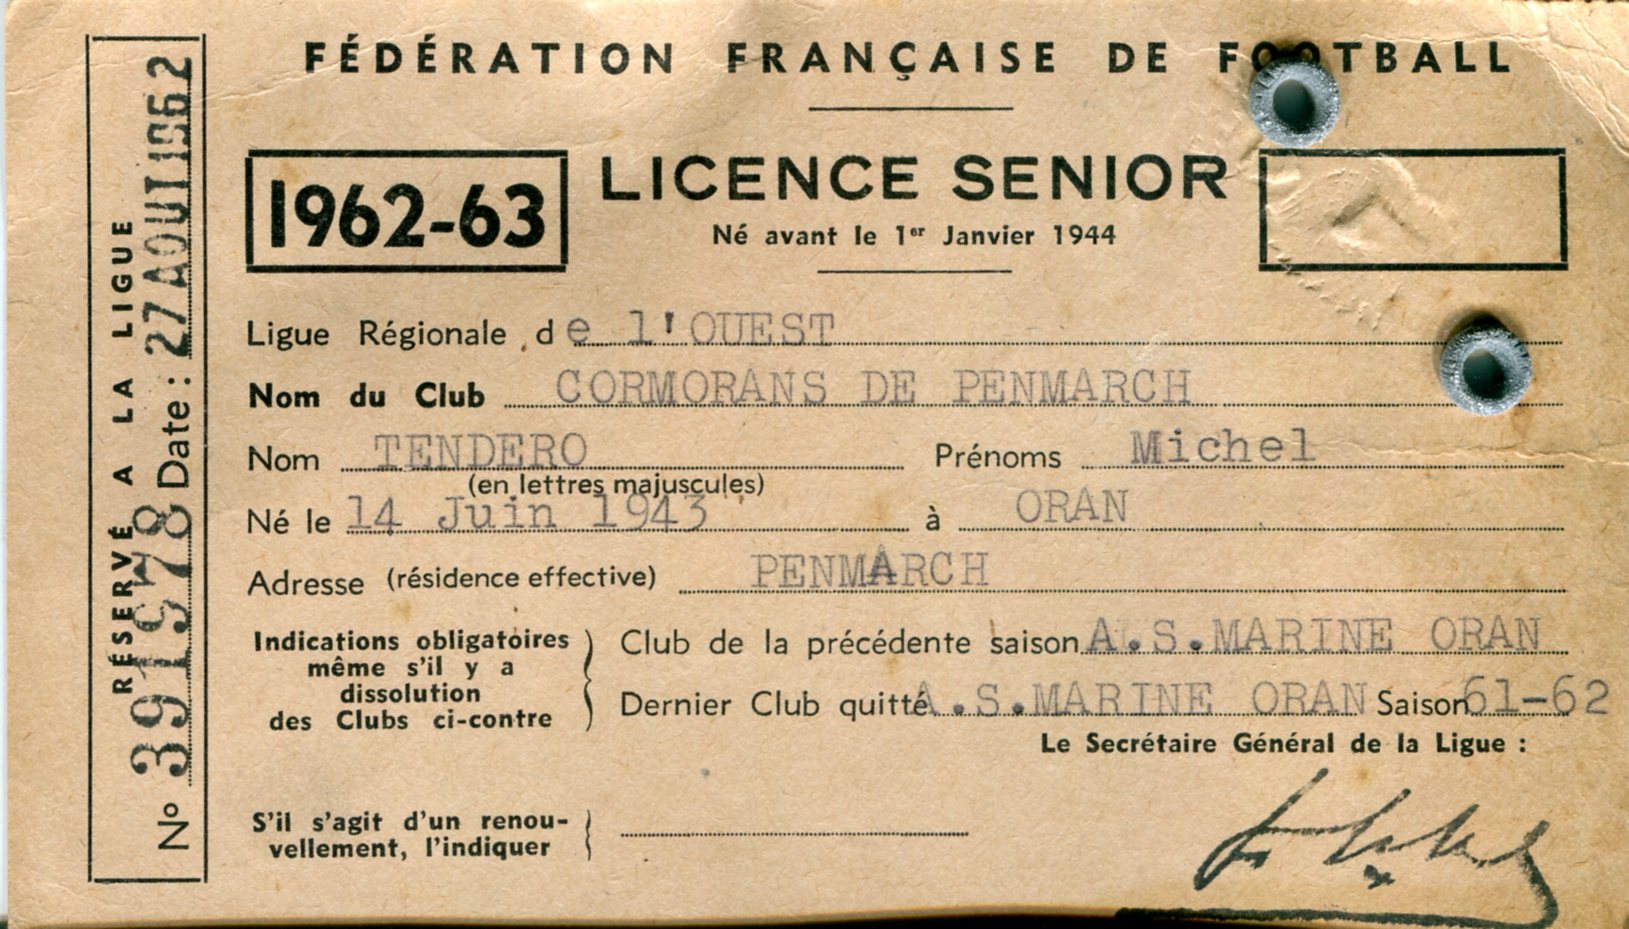 FÉDÉRATION FRANÇAISE DE FOOTBALL
1962-63
LICENCE SENIOR
Né avant le 1er Janvier 1944
RÉSERVÉ A LA LIGUE
N° 391578 Date : 27 AOUT 1962
Ligue Régionale de l'OUEST
Nom du Club CORMORANS DE PENMARCH
Nom TENDERO Prénoms Michel
(en lettres majuscules)
Né le 14 Juin 1943 à ORAN
Adresse (résidence effective) PENMARCH
Indications obligatoires
même s'il y a
dissolution
des Clubs ci-contre
Club de la précédente saison A.S.MARINE ORAN
Dernier Club quitté A.S.MARINE ORAN Saison 61-62
Le Secrétaire Général de la Ligue :
S'il s'agit d'un renou-
vellement, l'indiquer